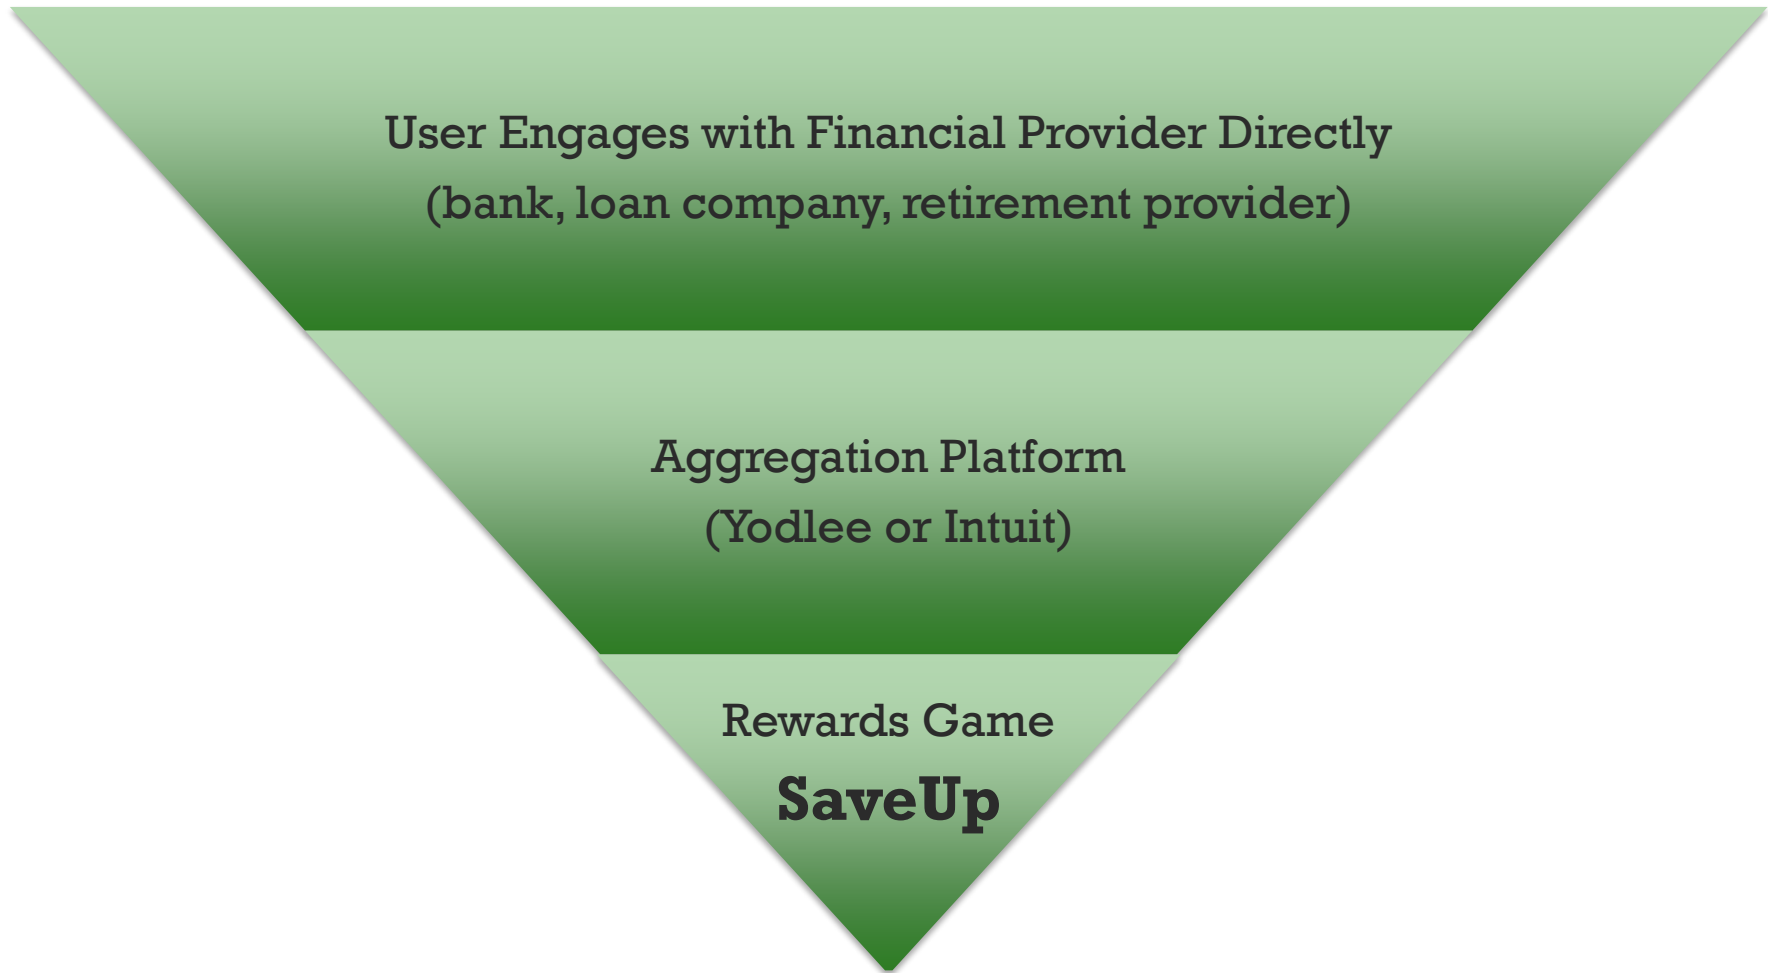 User Engages with Financial Provider Directly
(bank, loan company, retirement provider)
Aggregation Platform
(Yodlee or Intuit)
Rewards Game
SaveUp